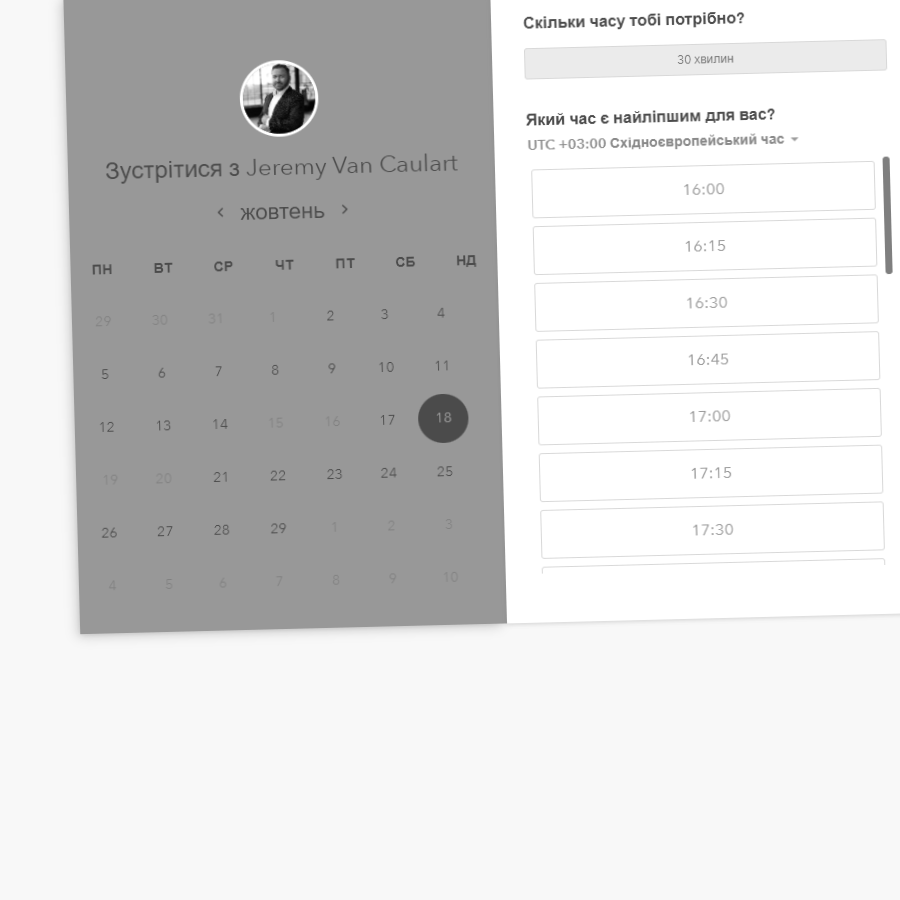 Зустрітися з Jeremy Van Caulart
жовтень
ПН ВТ СР ЧТ ПТ СБ НД
29 30 31 1 2 3 4
5 6 7 8 9 10 11
12 13 14 15 16 17 18
19 20 21 22 23 24 25
26 27 28 29 1 2 3
4 5 6 7 8 9 10
Скільки часу тобі потрібно?
30 хвилин
Який час є найліпшим для вас?
UTC +03:00 Східноєвропейський час
16:00
16:15
16:30
16:45
17:00
17:15
17:30